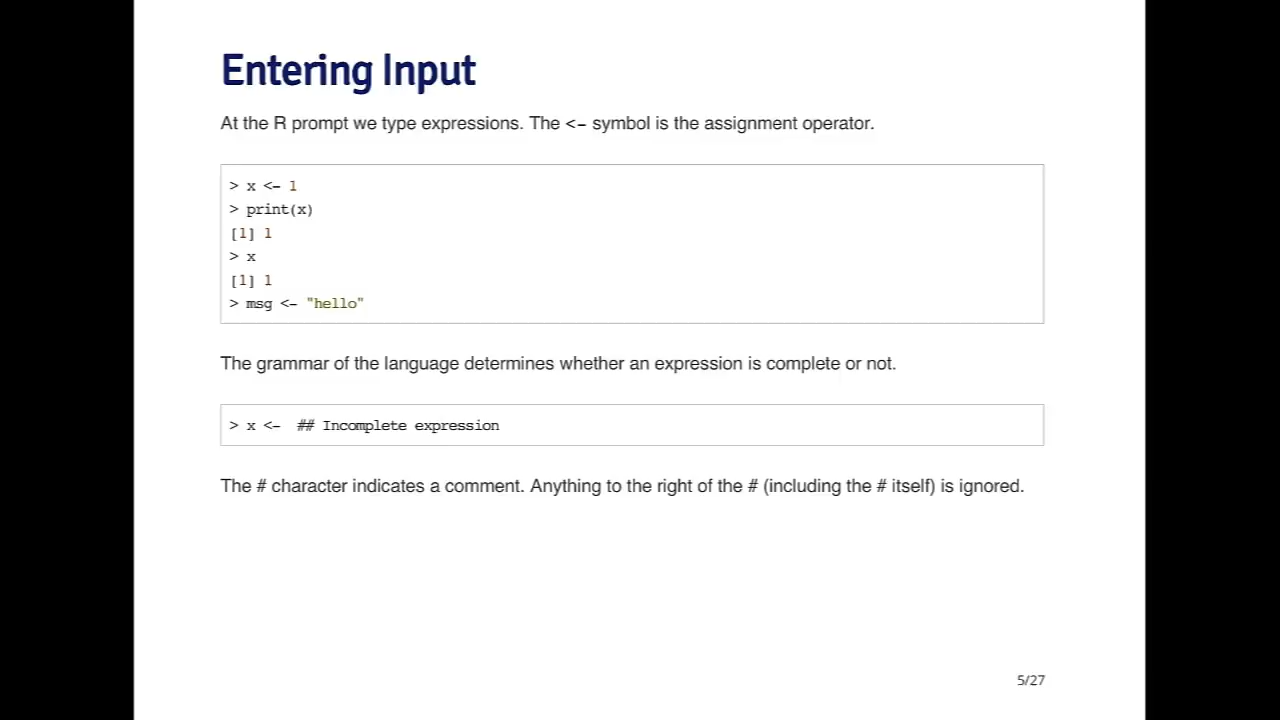 Entering Input
At the R prompt we type expressions. The <- symbol is the assignment operator.
> x <- 1
> print(x)
[1] 1
> x
[1] 1
> msg <- "hello"
The grammar of the language determines whether an expression is complete or not.
> x <-  ## Incomplete expression
The # character indicates a comment. Anything to the right of the # (including the # itself) is ignored.
5/27